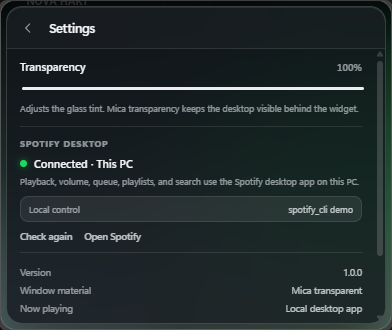 NOVA HART
Settings
Transparency 100%
Adjusts the glass tint. Mica transparency keeps the desktop visible behind the widget.
SPOTIFY DESKTOP
Connected · This PC
Playback, volume, queue, playlists, and search use the Spotify desktop app on this PC.
Local control spotify_cli demo
Check again Open Spotify
Version 1.0.0
Window material Mica transparent
Now playing Local desktop app